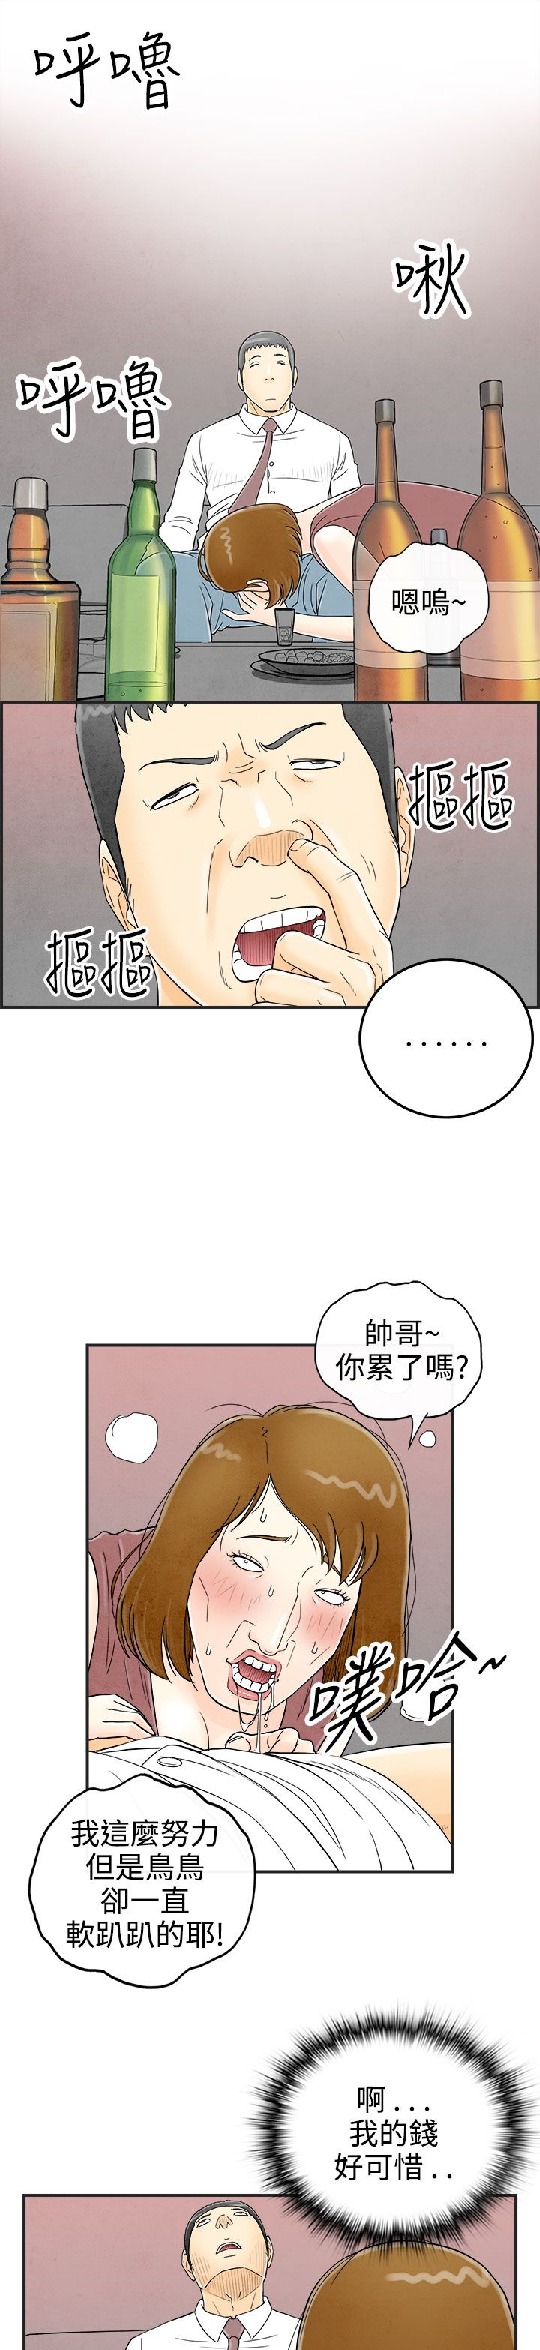 呼嚕
啾
呼嚕
嗯嗚~
摳摳
摳摳
......
帥哥~
你累了嗎?
噗哈~
我這麼努力
但是鳥鳥
卻一直
軟趴趴的耶!
啊...
我的錢
好可惜..